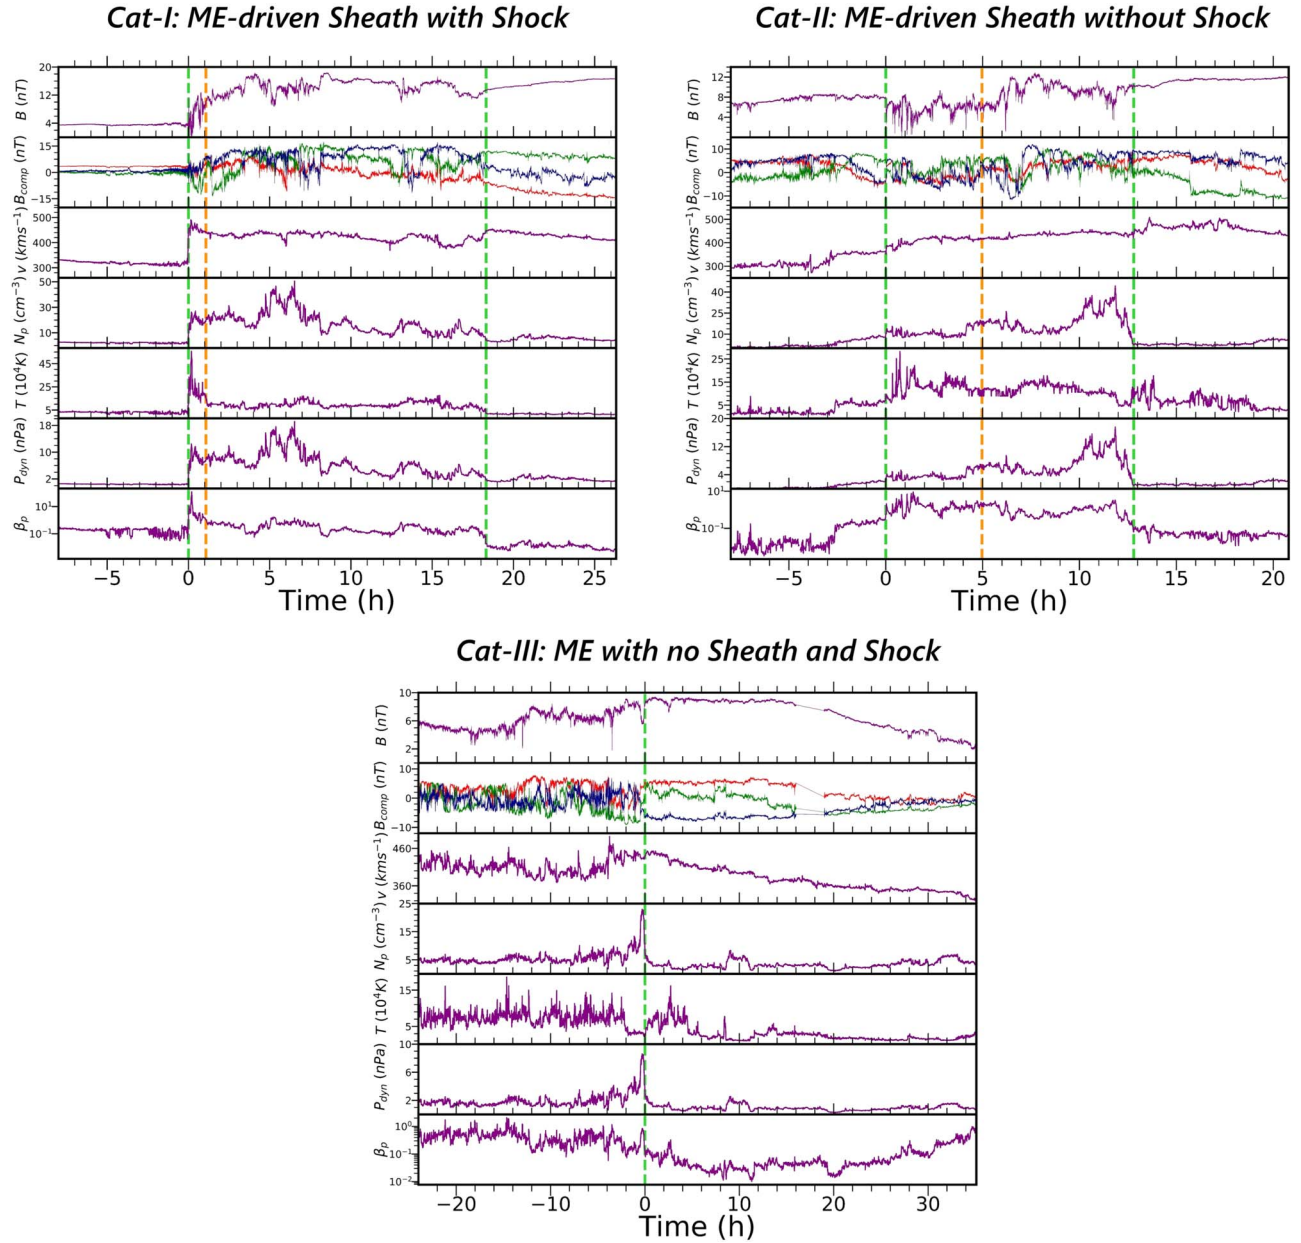 Cat-I: ME-driven Sheath with Shock
B (nT)
20
12
4
B_comp (nT)
15
0
−15
v (kms⁻¹)
500
400
300
N_p (cm⁻³)
50
30
10
T (10⁴K)
45
25
5
P_dyn (nPa)
18
10
2
β_p
10¹
10⁻¹
−5 0 5 10 15 20 25
Time (h)
Cat-II: ME-driven Sheath without Shock
B (nT)
12
8
4
B_comp (nT)
10
0
−10
v (kms⁻¹)
500
400
300
N_p (cm⁻³)
40
25
10
T (10⁴K)
25
15
5
P_dyn (nPa)
20
12
4
β_p
10¹
10⁻¹
−5 0 5 10 15 20
Time (h)
Cat-III: ME with no Sheath and Shock
B (nT)
10
6
2
B_comp (nT)
10
0
−10
v (kms⁻¹)
460
360
N_p (cm⁻³)
25
15
5
T (10⁴K)
15
5
P_dyn (nPa)
10
6
2
β_p
10⁰
10⁻¹
10⁻²
−20 −10 0 10 20 30
Time (h)